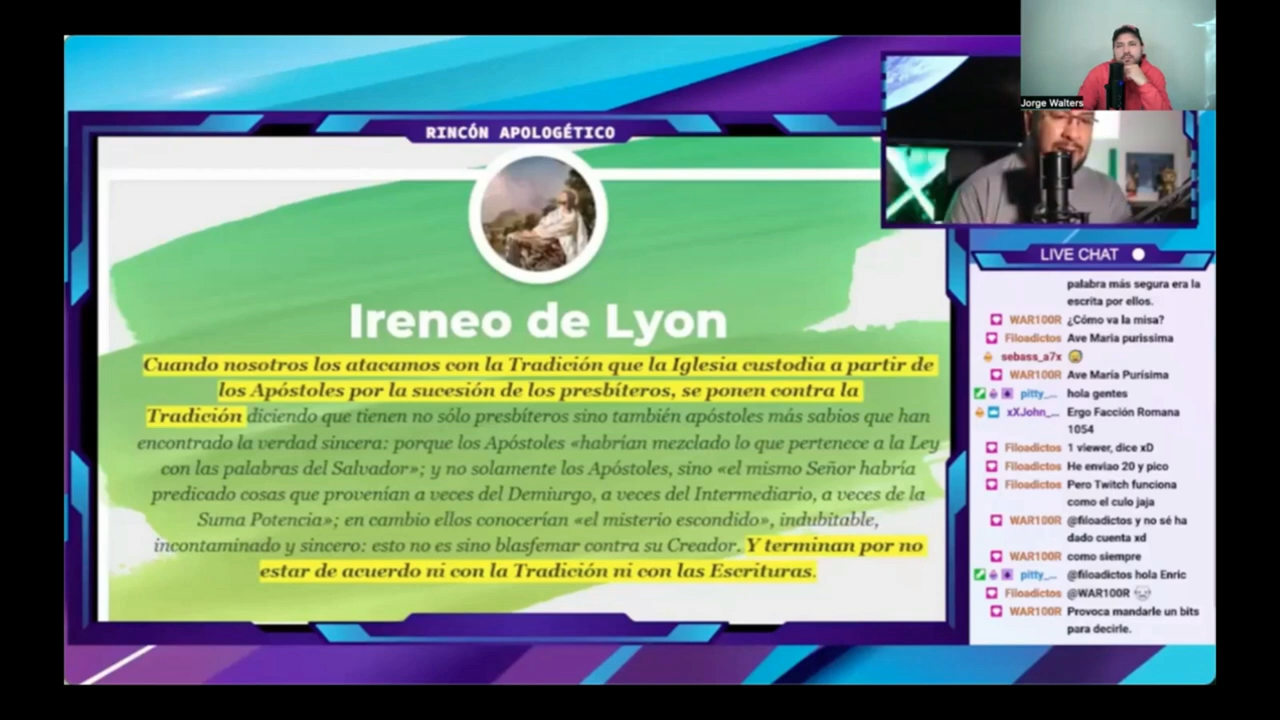 Jorge Walters
RINCÓN APOLOGÉTICO
Ireneo de Lyon
Cuando nosotros los atacamos con la Tradición que la Iglesia custodia a partir de
los Apóstoles por la sucesión de los presbíteros, se ponen contra la
Tradición diciendo que tienen no sólo presbíteros sino también apóstoles más sabios que han
encontrado la verdad sincera: porque los Apóstoles «habrían mezclado lo que pertenece a la Ley
con las palabras del Salvador»; y no solamente los Apóstoles, sino «el mismo Señor habría
predicado cosas que provenían a veces del Demiurgo, a veces del Intermediario, a veces de la
Suma Potencia»; en cambio ellos conocerían «el misterio escondido», indubitable,
incontaminado y sincero: esto no es sino blasfemar contra su Creador. Y terminan por no
estar de acuerdo ni con la Tradición ni con las Escrituras.
LIVE CHAT
palabra más segura era la
escrita por ellos.
WAR100R ¿Cómo va la misa?
Filoadictos Ave Maria purissima
sebass_a7x
WAR100R Ave María Purísima
pitty_... hola gentes
xXJohn_... Ergo Facción Romana
1054
Filoadictos 1 viewer, dice xD
Filoadictos He enviao 20 y pico
Filoadictos Pero Twitch funciona
como el culo jaja
WAR100R @filoadictos y no sé ha
dado cuenta xd
WAR100R como siempre
pitty_... @filoadictos hola Enric
Filoadictos @WAR100R
WAR100R Provoca mandarle un bits
para decirle.